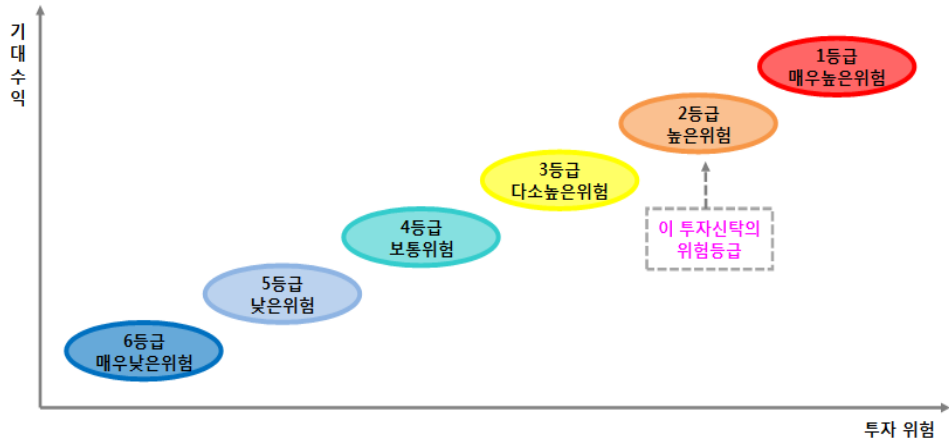 기
대
수
익
1등급
매우높은위험
2등급
높은위험
3등급
다소높은위험
이 투자신탁의
위험등급
4등급
보통위험
5등급
낮은위험
6등급
매우낮은위험
투자 위험